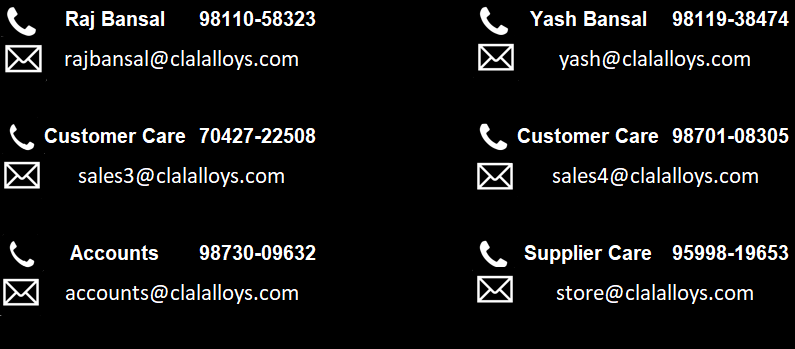 Raj Bansal 98110-58323
rajbansal@clalalloys.com
Yash Bansal 98119-38474
yash@clalalloys.com
Customer Care 70427-22508
sales3@clalalloys.com
Customer Care 98701-08305
sales4@clalalloys.com
Accounts 98730-09632
accounts@clalalloys.com
Supplier Care 95998-19653
store@clalalloys.com